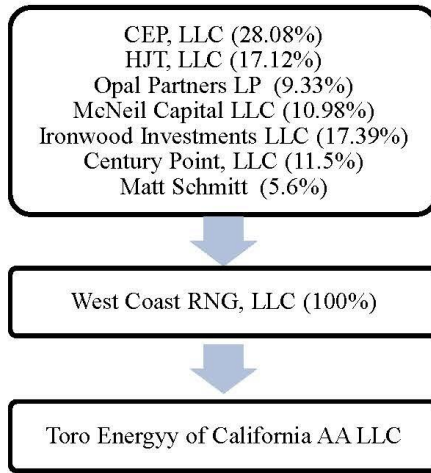 CEP, LLC (28.08%)
HJT, LLC (17.12%)
Opal Partners LP (9.33%)
McNeil Capital LLC (10.98%)
Ironwood Investments LLC (17.39%)
Century Point, LLC (11.5%)
Matt Schmitt (5.6%)
West Coast RNG, LLC (100%)
Toro Energyy of California AA LLC